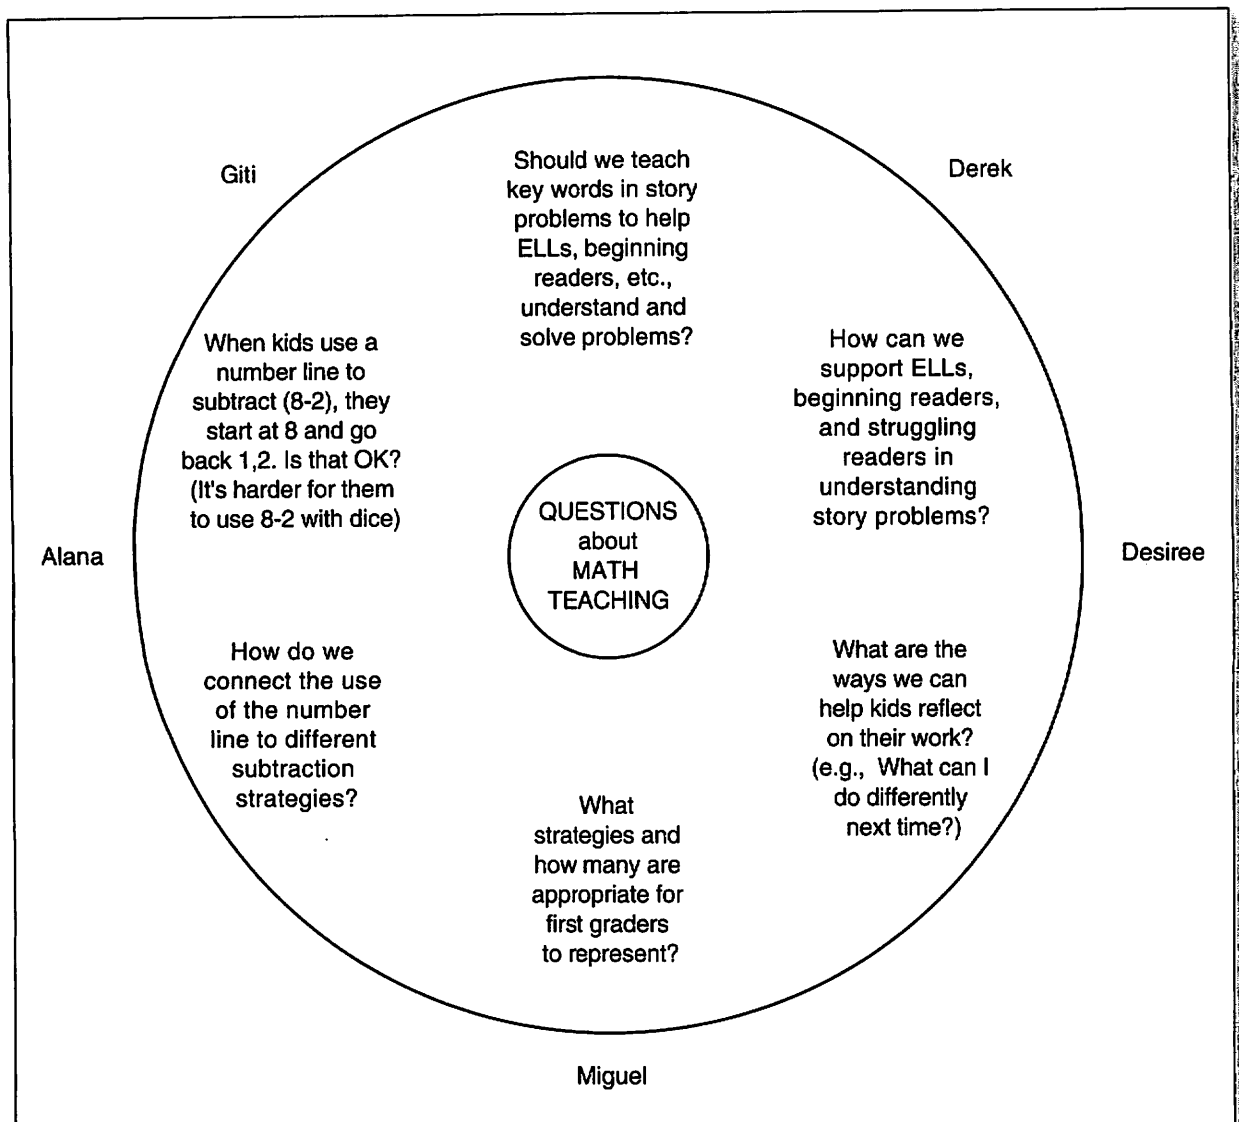 Giti
Derek
Should we teach
key words in story
problems to help
ELLs, beginning
readers, etc.,
understand and
solve problems?
When kids use a
number line to
subtract (8-2), they
start at 8 and go
back 1,2. Is that OK?
(It's harder for them
to use 8-2 with dice)
How can we
support ELLs,
beginning readers,
and struggling
readers in
understanding
story problems?
QUESTIONS
about
MATH
TEACHING
Alana
Desiree
How do we
connect the use
of the number
line to different
subtraction
strategies?
What are the
ways we can
help kids reflect
on their work?
(e.g., What can I
do differently
next time?)
What
strategies and
how many are
appropriate for
first graders
to represent?
Miguel